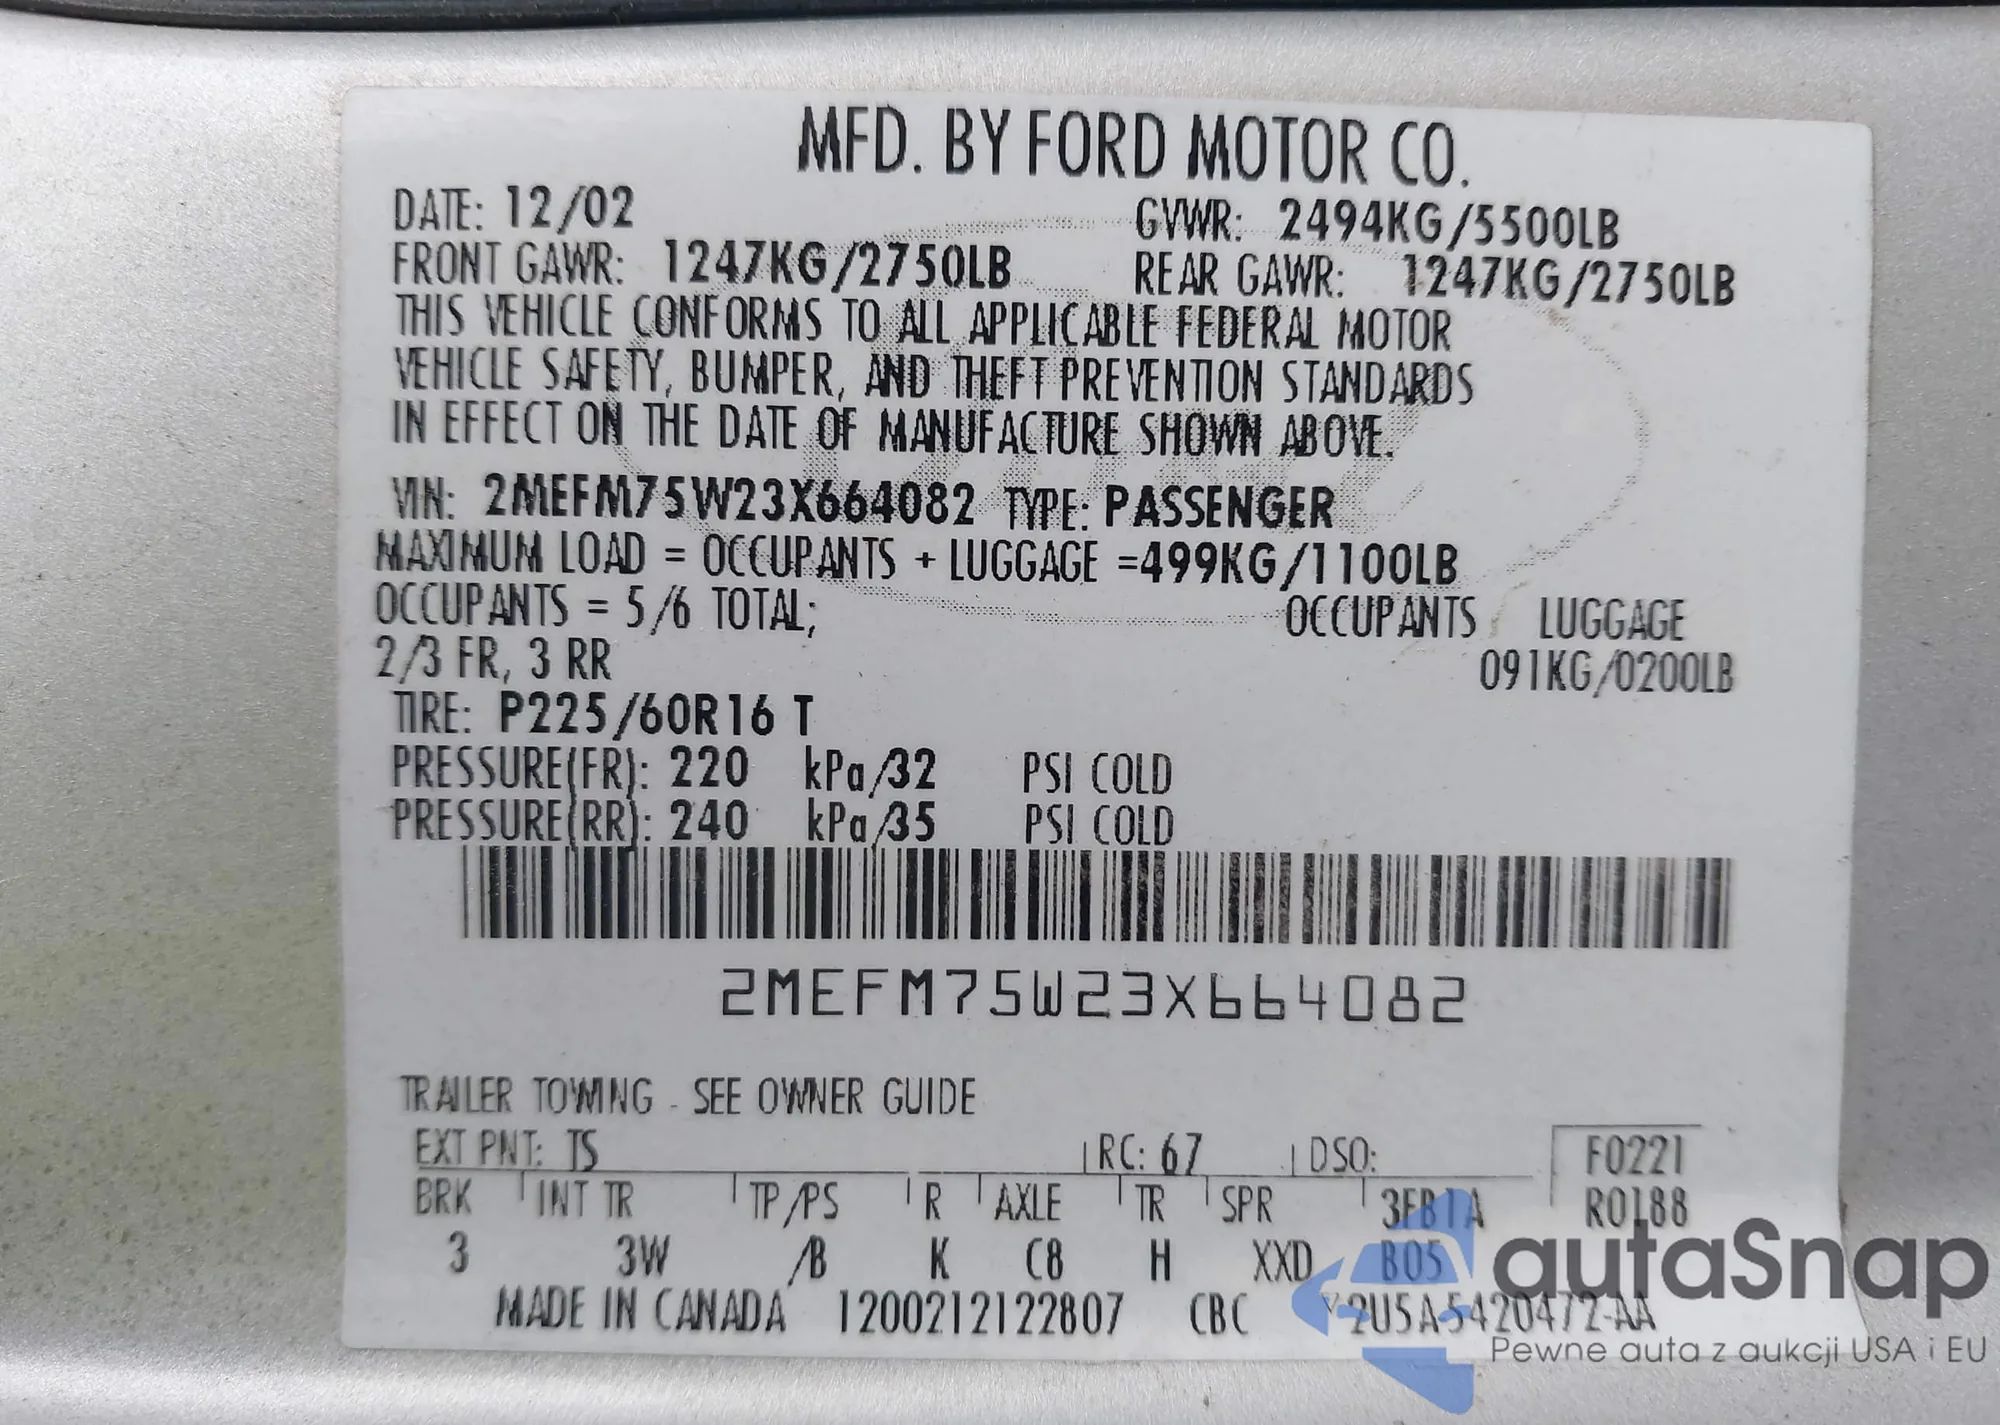 MFD. BY FORD MOTOR CO.
DATE: 12/02 GVWR: 2494KG/5500LB
FRONT GAWR: 1247KG/2750LB REAR GAWR: 1247KG/2750LB
THIS VEHICLE CONFORMS TO ALL APPLICABLE FEDERAL MOTOR
VEHICLE SAFETY, BUMPER, AND THEFT PREVENTION STANDARDS
IN EFFECT ON THE DATE OF MANUFACTURE SHOWN ABOVE.
VIN: 2MEFM75W23X664082 TYPE: PASSENGER
MAXIMUM LOAD = OCCUPANTS + LUGGAGE =499KG/1100LB
OCCUPANTS = 5/6 TOTAL; OCCUPANTS LUGGAGE
2/3 FR, 3 RR 091KG/0200LB
TIRE: P225/60R16 T
PRESSURE(FR): 220 kPa/32 PSI COLD
PRESSURE(RR): 240 kPa/35 PSI COLD
2MEFM75W23X664082
TRAILER TOWING - SEE OWNER GUIDE
EXT PNT: TS RC: 67 DSO: F0221
BRK INT TR TP/PS R AXLE TR SPR 3EB1A R0188
3 3W /B K C8 H XXD B05
MADE IN CANADA 1200212122807 CBC 2U5A-5420472-AA
autaSnap
Pewne auta z aukcji USA i EU